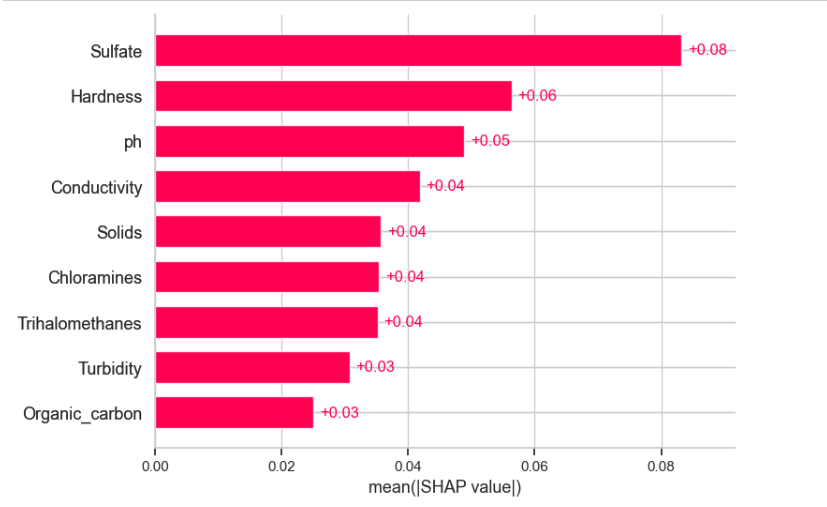 Sulfate +0.08
Hardness +0.06
ph +0.05
Conductivity +0.04
Solids +0.04
Chloramines +0.04
Trihalomethanes +0.04
Turbidity +0.03
Organic_carbon +0.03
0.00 0.02 0.04 0.06 0.08
mean(|SHAP value|)